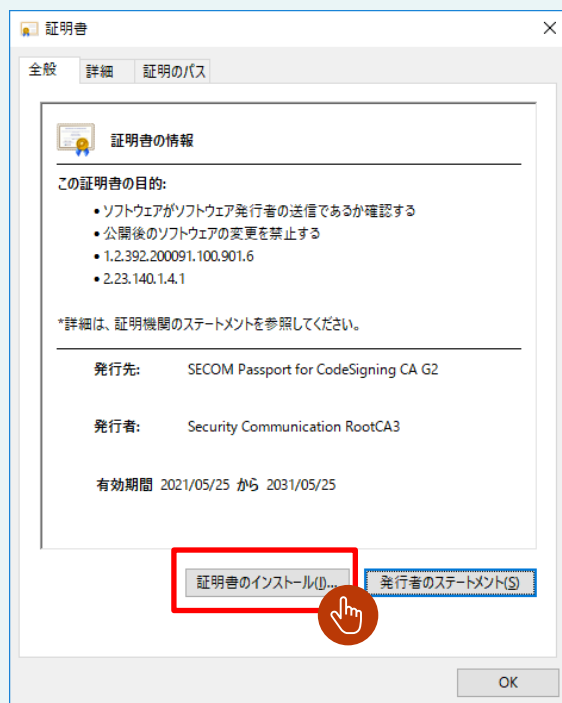 証明書
全般
詳細
証明のパス
証明書の情報
この証明書の目的:
• ソフトウェアがソフトウェア発行者の送信であるか確認する
• 公開後のソフトウェアの変更を禁止する
• 1.2.392.200091.100.901.6
• 2.23.140.1.4.1
*詳細は、証明機関のステートメントを参照してください。
発行先: SECOM Passport for CodeSigning CA G2
発行者: Security Communication RootCA3
有効期間 2021/05/25 から 2031/05/25
証明書のインストール(I)...
発行者のステートメント(S)
OK